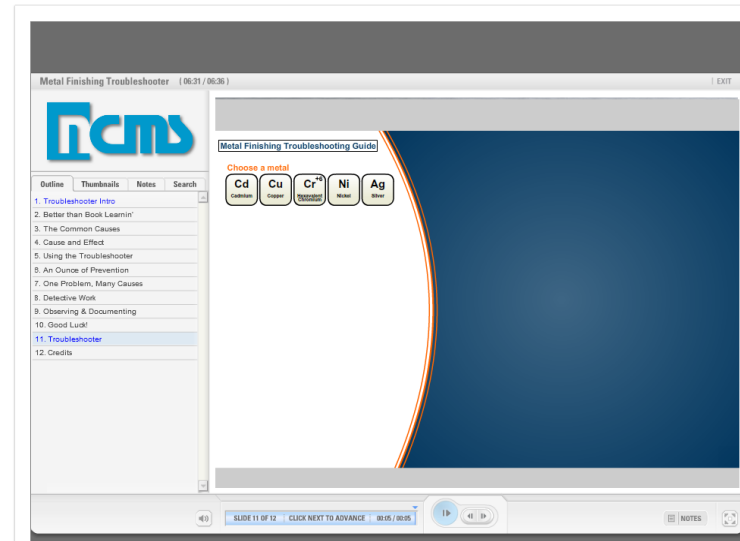 Metal Finishing Troubleshooter ( 06:31 / 06:36 )
EXIT
ncms
Metal Finishing Troubleshooting Guide
Choose a metal
Cd Cu Cr+6 Ni Ag
Cadmium Copper Hexavalent Chromium Nickel Silver
Outline Thumbnails Notes Search
1. Troubleshooter Intro
2. Better than Book Learnin'
3. The Common Causes
4. Cause and Effect
5. Using the Troubleshooter
6. An Ounce of Prevention
7. One Problem, Many Causes
8. Detective Work
9. Observing & Documenting
10. Good Luck!
11. Troubleshooter
12. Credits
SLIDE 11 OF 12 CLICK NEXT TO ADVANCE 00:05 / 00:05
NOTES